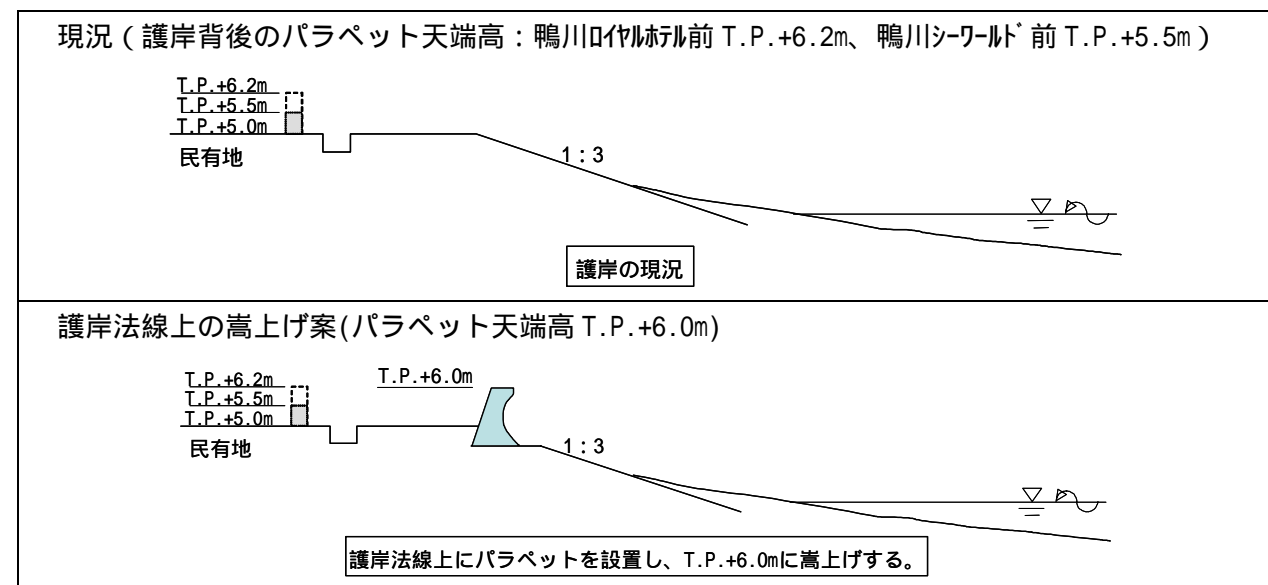 現況(護岸背後のパラペット天端高:鴨川ﾛｲﾔﾙﾎﾃﾙ前 T.P.+6.2m、鴨川ｼｰﾜｰﾙﾄﾞ前 T.P.+5.5m)
T.P.+6.2m
T.P.+5.5m
T.P.+5.0m
民有地
1:3
護岸の現況
護岸法線上の嵩上げ案(パラペット天端高 T.P.+6.0m)
T.P.+6.2m
T.P.+6.0m
T.P.+5.5m
T.P.+5.0m
民有地
1:3
護岸法線上にパラペットを設置し、T.P.+6.0mに嵩上げする。